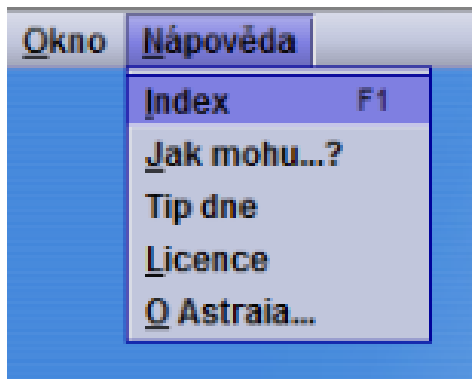 Okno Nápověda
Index F1
Jak mohu...?
Tip dne
Licence
O Astraia...